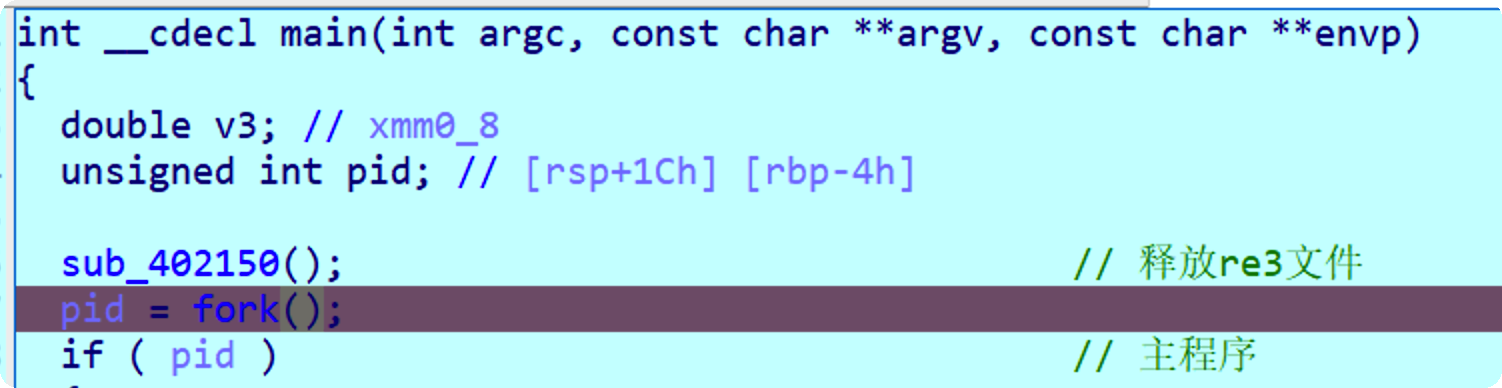 int __cdecl main(int argc, const char **argv, const char **envp)
{
  double v3; // xmm0_8
  unsigned int pid; // [rsp+1Ch] [rbp-4h]
  sub_402150(); // 释放re3文件
  pid = fork();
  if ( pid ) // 主程序